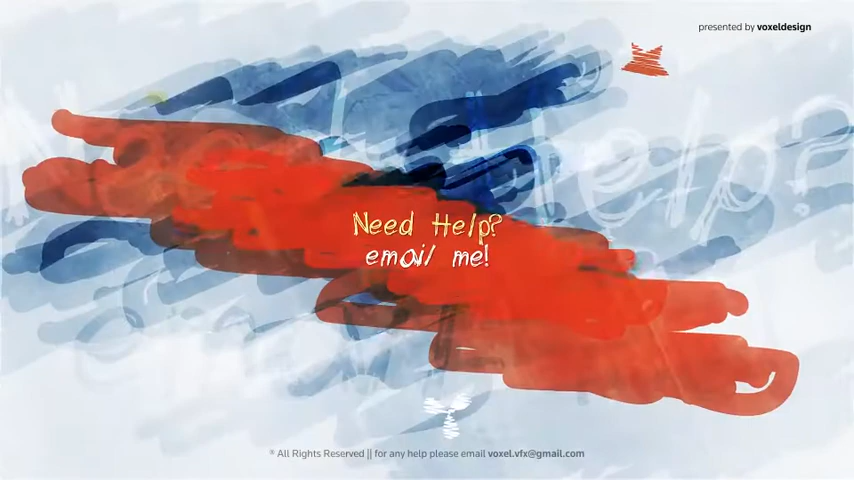 presented by voxeldesign
Need Help?
email me!
® All Rights Reserved || for any help please email voxel.vfx@gmail.com